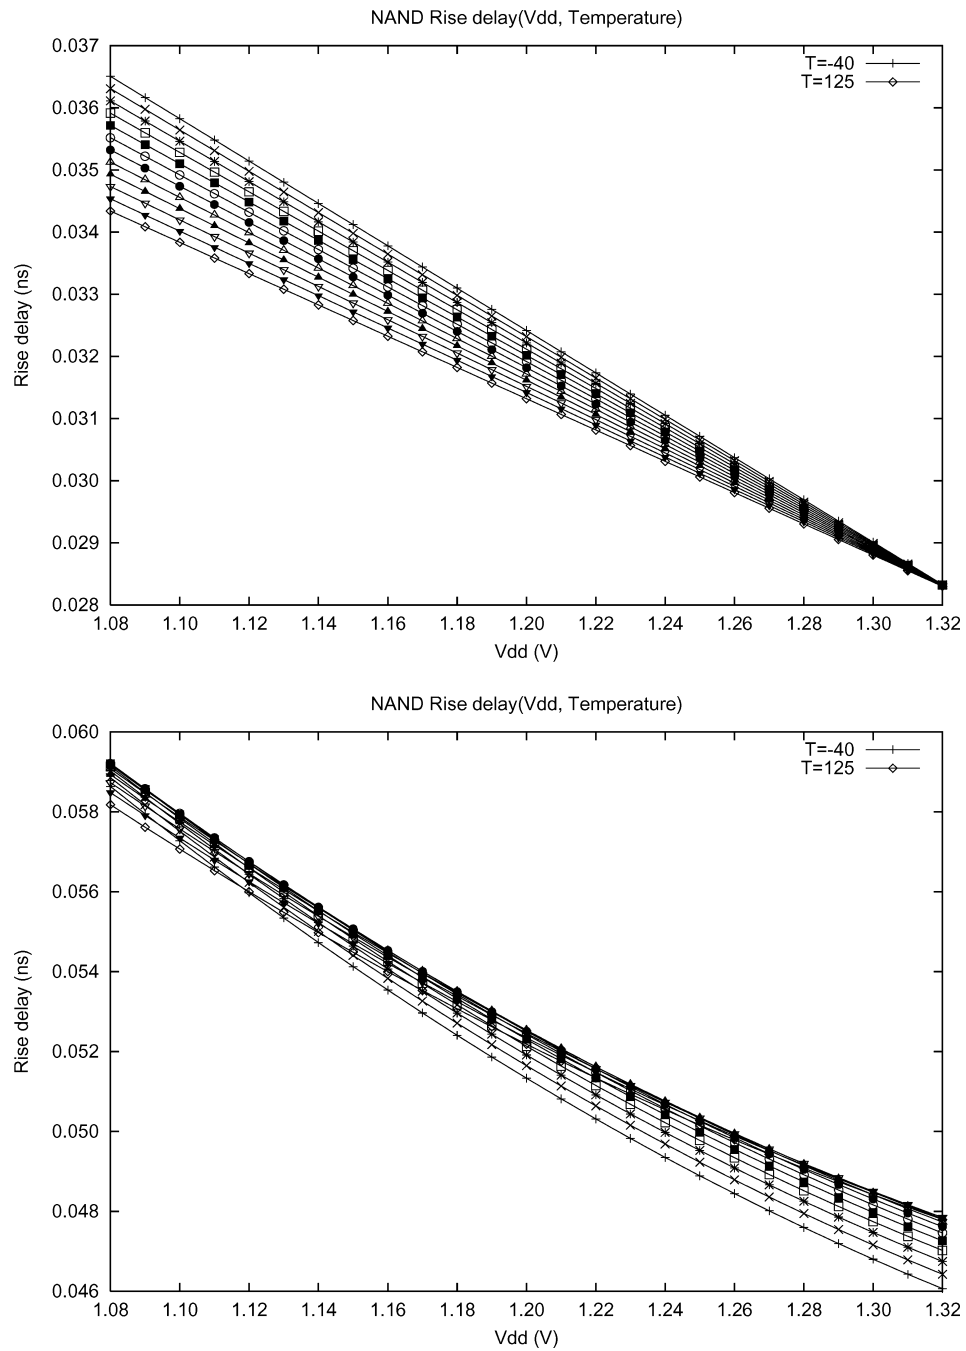 NAND Rise delay(Vdd, Temperature)
0.037
T=-40
T=125
0.036
0.035
0.034
0.033
0.032
0.031
0.030
0.029
0.028
Rise delay (ns)
1.08 1.10 1.12 1.14 1.16 1.18 1.20 1.22 1.24 1.26 1.28 1.30 1.32
Vdd (V)
NAND Rise delay(Vdd, Temperature)
0.060
T=-40
T=125
0.058
0.056
0.054
0.052
0.050
0.048
0.046
Rise delay (ns)
1.08 1.10 1.12 1.14 1.16 1.18 1.20 1.22 1.24 1.26 1.28 1.30 1.32
Vdd (V)